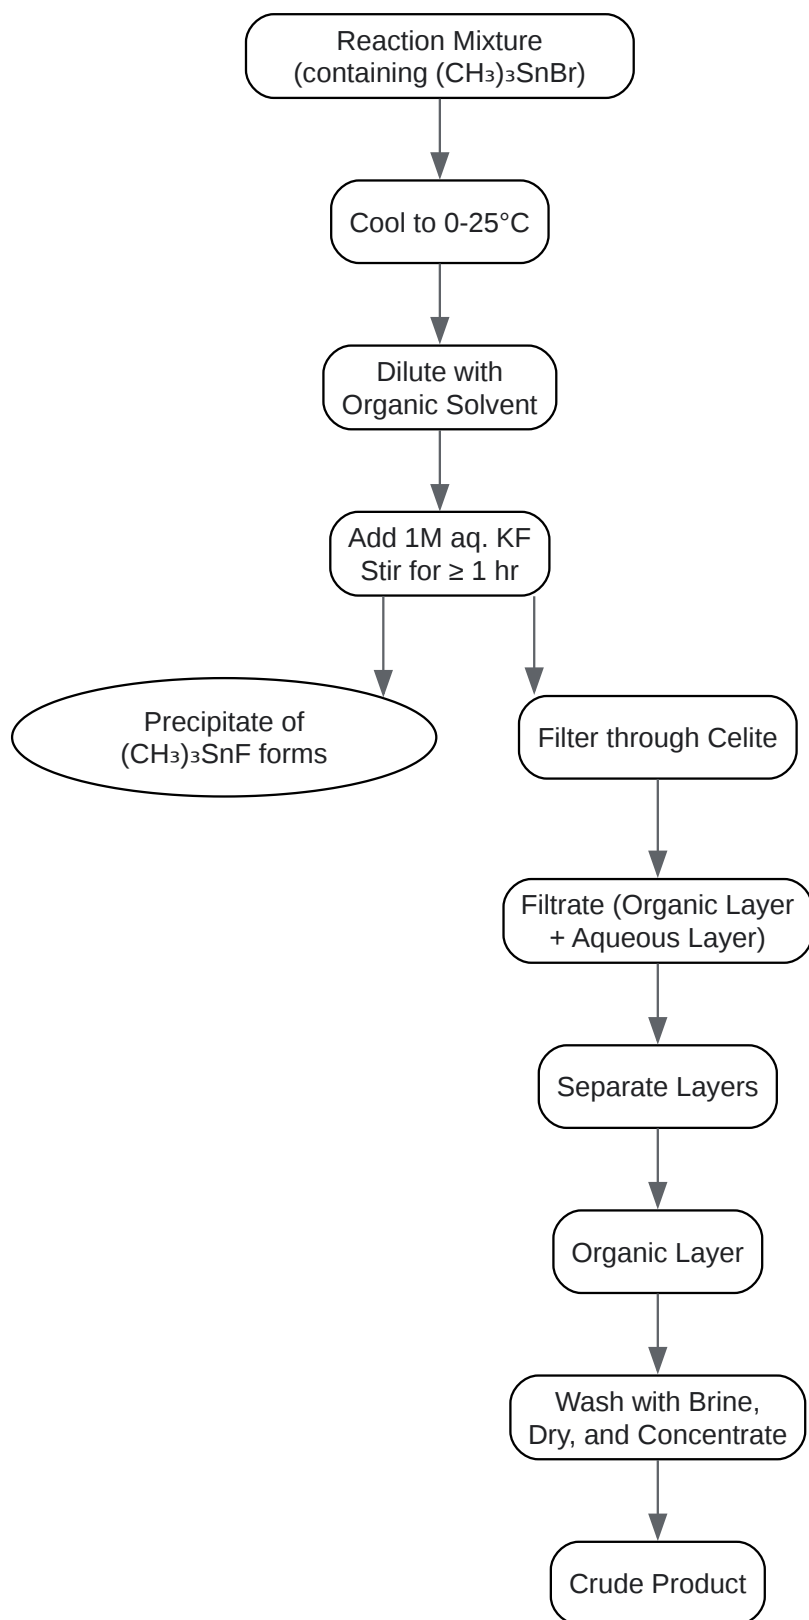 Reaction Mixture
(containing (CH₃)₃SnBr)
Cool to 0-25°C
Dilute with
Organic Solvent
Add 1M aq. KF
Stir for ≥ 1 hr
Precipitate of
(CH₃)₃SnF forms
Filter through Celite
Filtrate (Organic Layer
+ Aqueous Layer)
Separate Layers
Organic Layer
Wash with Brine,
Dry, and Concentrate
Crude Product